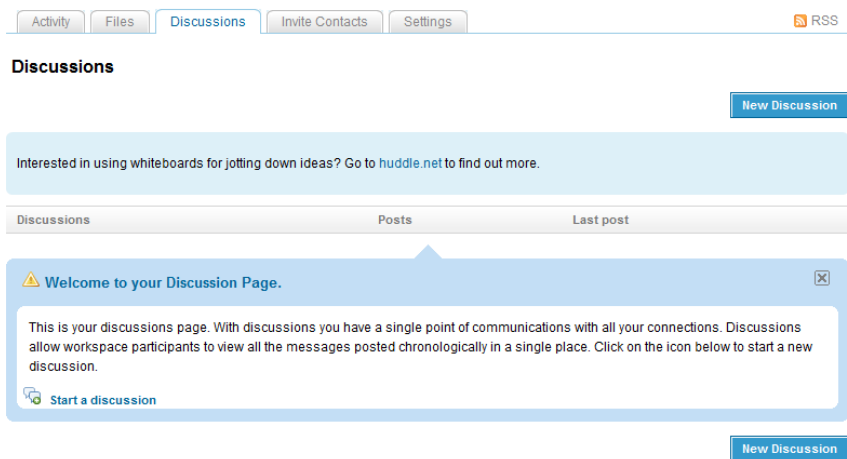 Activity Files Discussions Invite Contacts Settings RSS
Discussions
New Discussion
Interested in using whiteboards for jotting down ideas? Go to huddle.net to find out more.
Discussions Posts Last post
Welcome to your Discussion Page.
This is your discussions page. With discussions you have a single point of communications with all your connections. Discussions
allow workspace participants to view all the messages posted chronologically in a single place. Click on the icon below to start a new
discussion.
Start a discussion
New Discussion